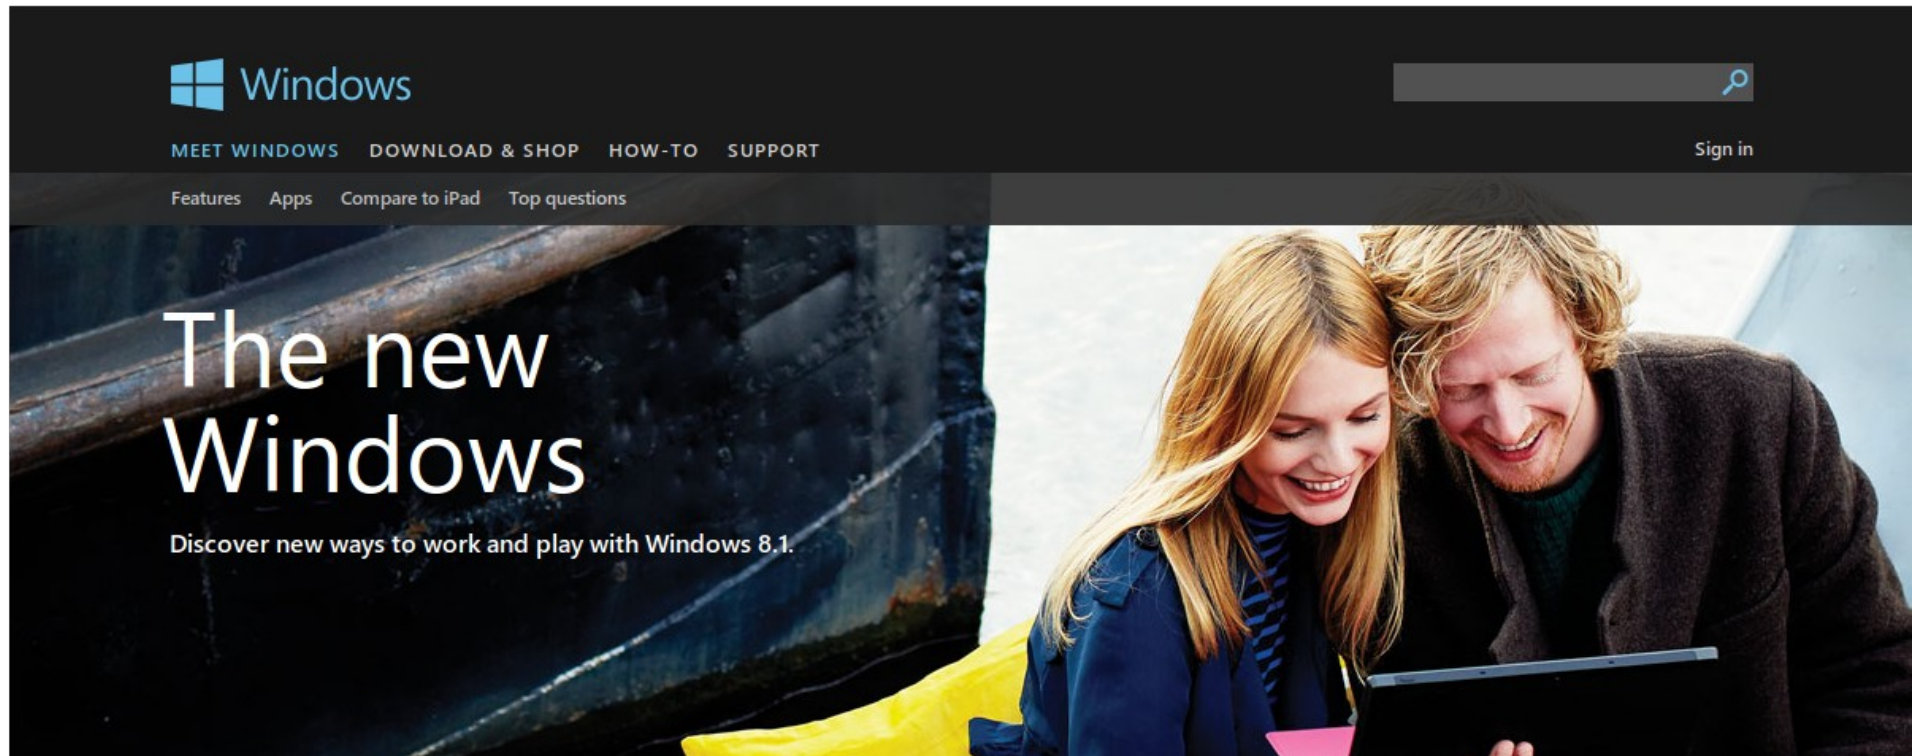 Windows
MEET WINDOWS DOWNLOAD & SHOP HOW-TO SUPPORT
Sign in
Features Apps Compare to iPad Top questions
The new
Windows
Discover new ways to work and play with Windows 8.1.